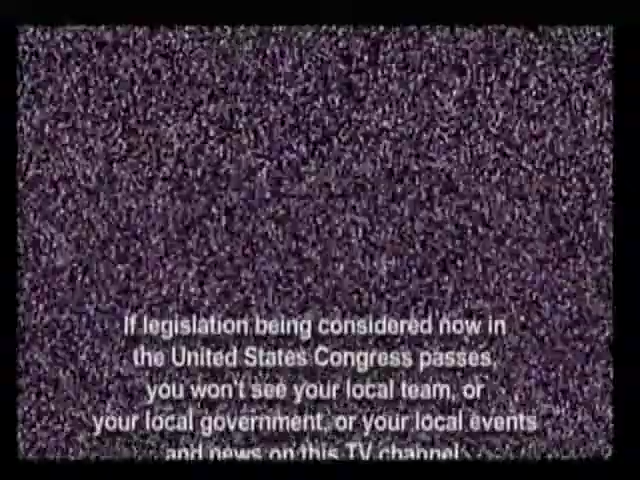 If legislation being considered now in
the United States Congress passes,
you won't see your local team, or
your local government, or your local events
and news on this TV channel